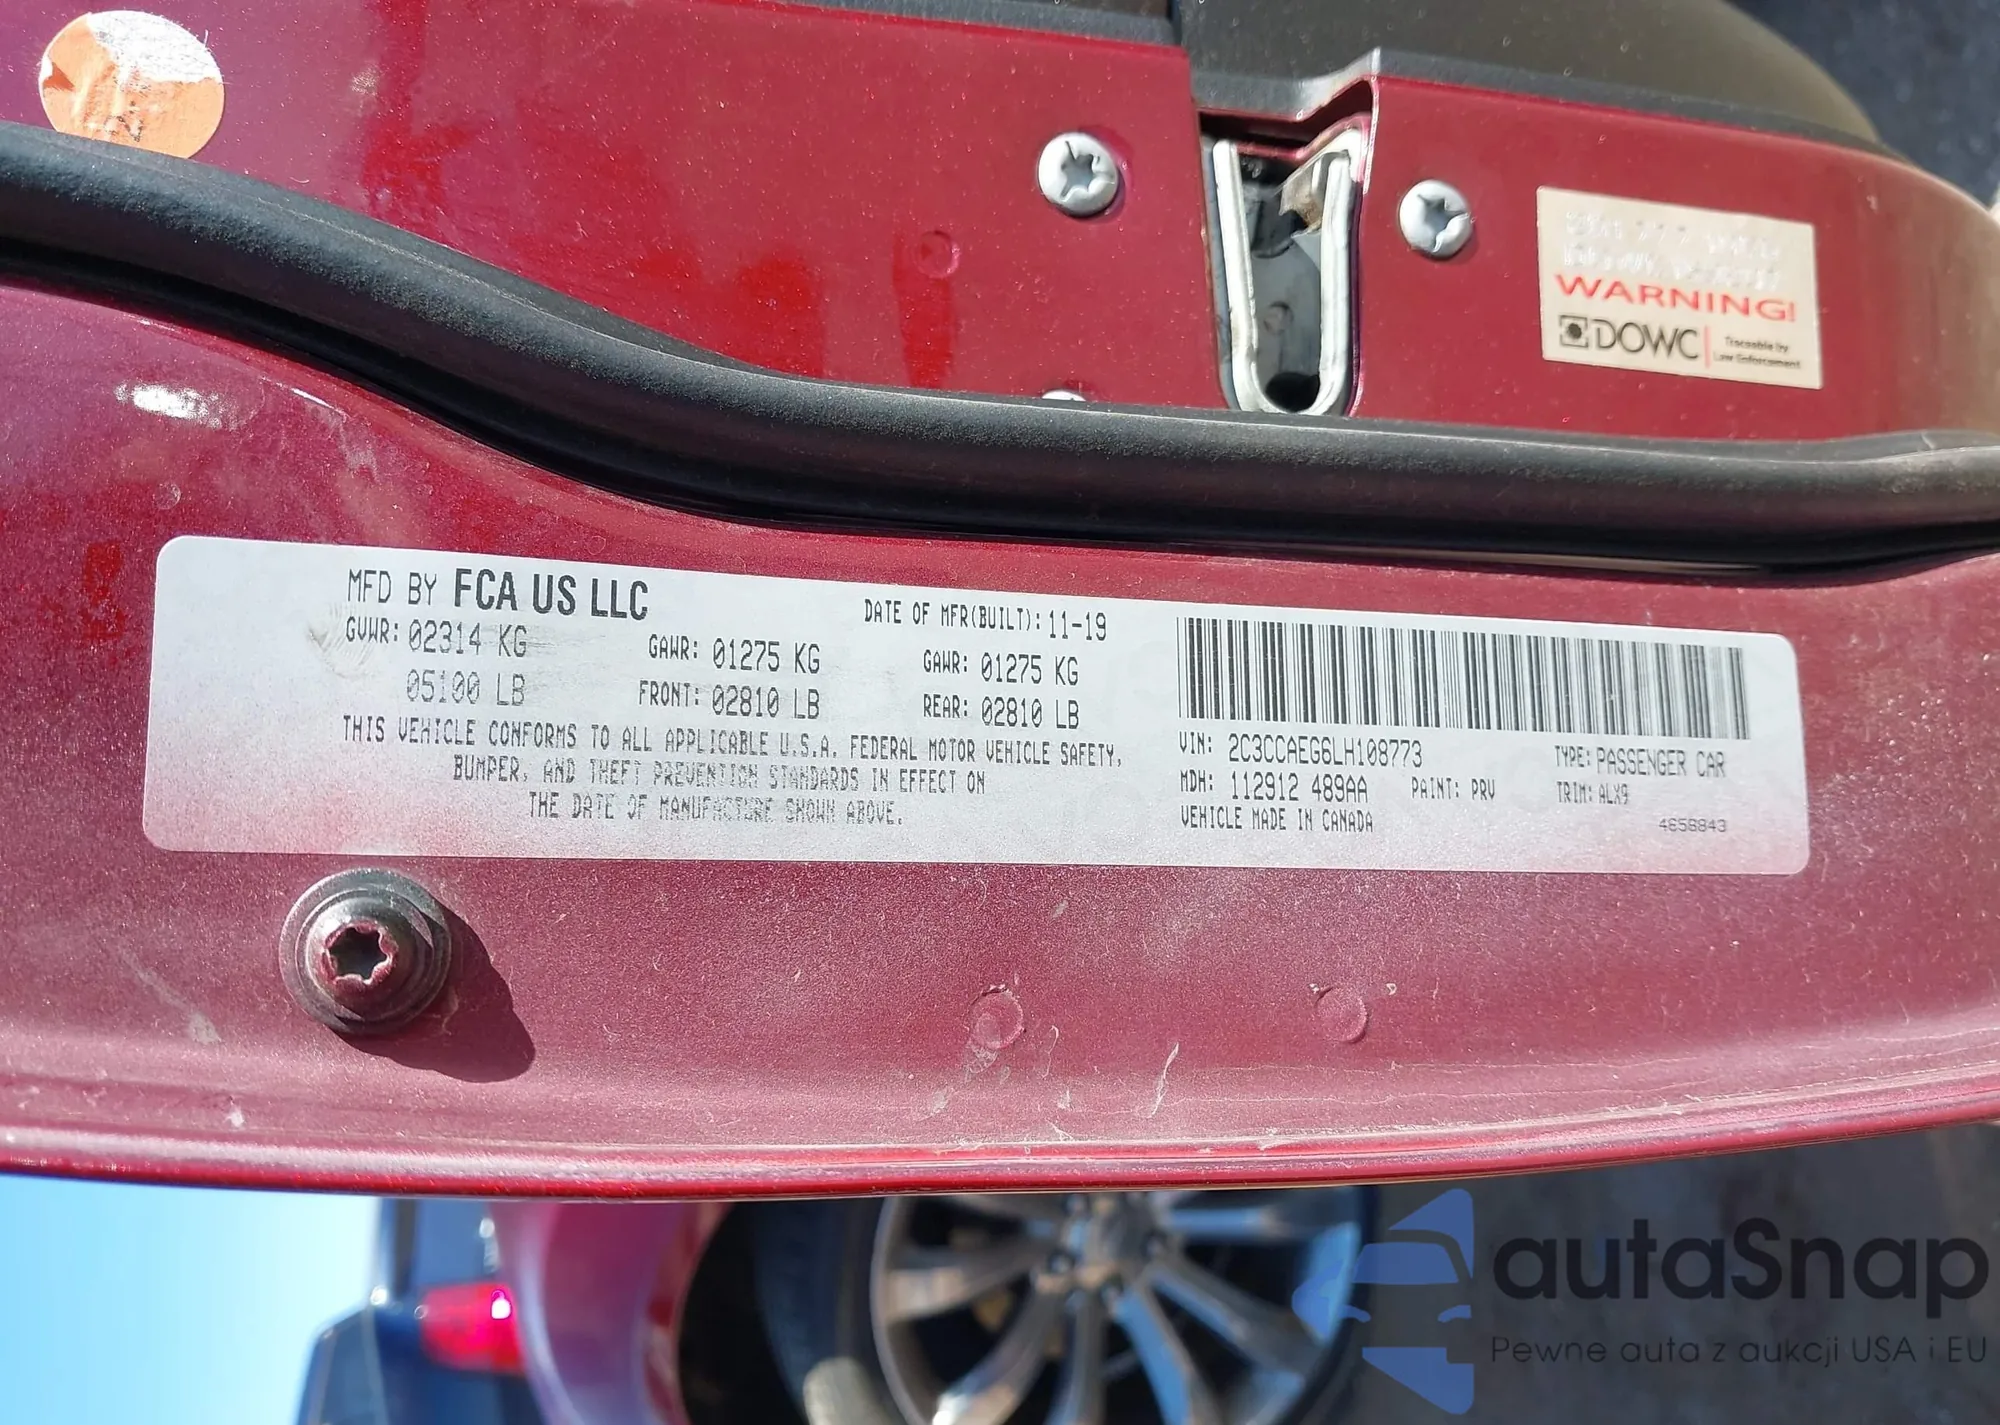 WARNING!
DOWC
Traceable by
Law Enforcement
MFD BY FCA US LLC
DATE OF MFR(BUILT): 11-19
GVWR: 02314 KG
05100 LB
GAWR: 01275 KG
FRONT: 02810 LB
GAWR: 01275 KG
REAR: 02810 LB
THIS VEHICLE CONFORMS TO ALL APPLICABLE U.S.A. FEDERAL MOTOR VEHICLE SAFETY,
BUMPER, AND THEFT PREVENTION STANDARDS IN EFFECT ON
THE DATE OF MANUFACTURE SHOWN ABOVE.
VIN: 2C3CCAEG6LH108773
TYPE: PASSENGER CAR
MDH: 112912 489AA
PAINT: PRV
TRIM: ALX9
VEHICLE MADE IN CANADA
4658843
autaSnap
Pewne auta z aukcji USA i EU